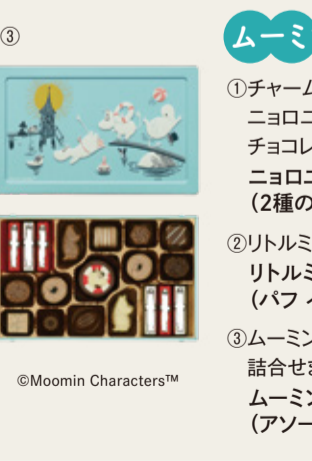 ③
ムーミ
①チャーム
ニョロニ
チョコレ
ニョロニ
（2種の
②リトルミ
リトルミ
（パフ
③ムーミン
詰合せ
ムーミン
（アソー
©Moomin Characters™